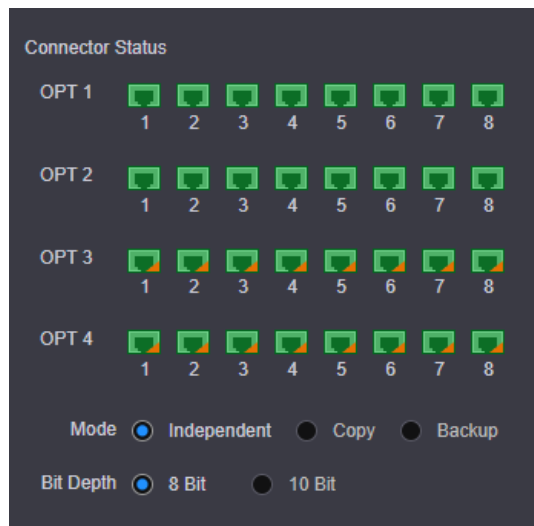 Connector Status
OPT 1
1 2 3 4 5 6 7 8
OPT 2
1 2 3 4 5 6 7 8
OPT 3
1 2 3 4 5 6 7 8
OPT 4
1 2 3 4 5 6 7 8
Mode Independent Copy Backup
Bit Depth 8 Bit 10 Bit